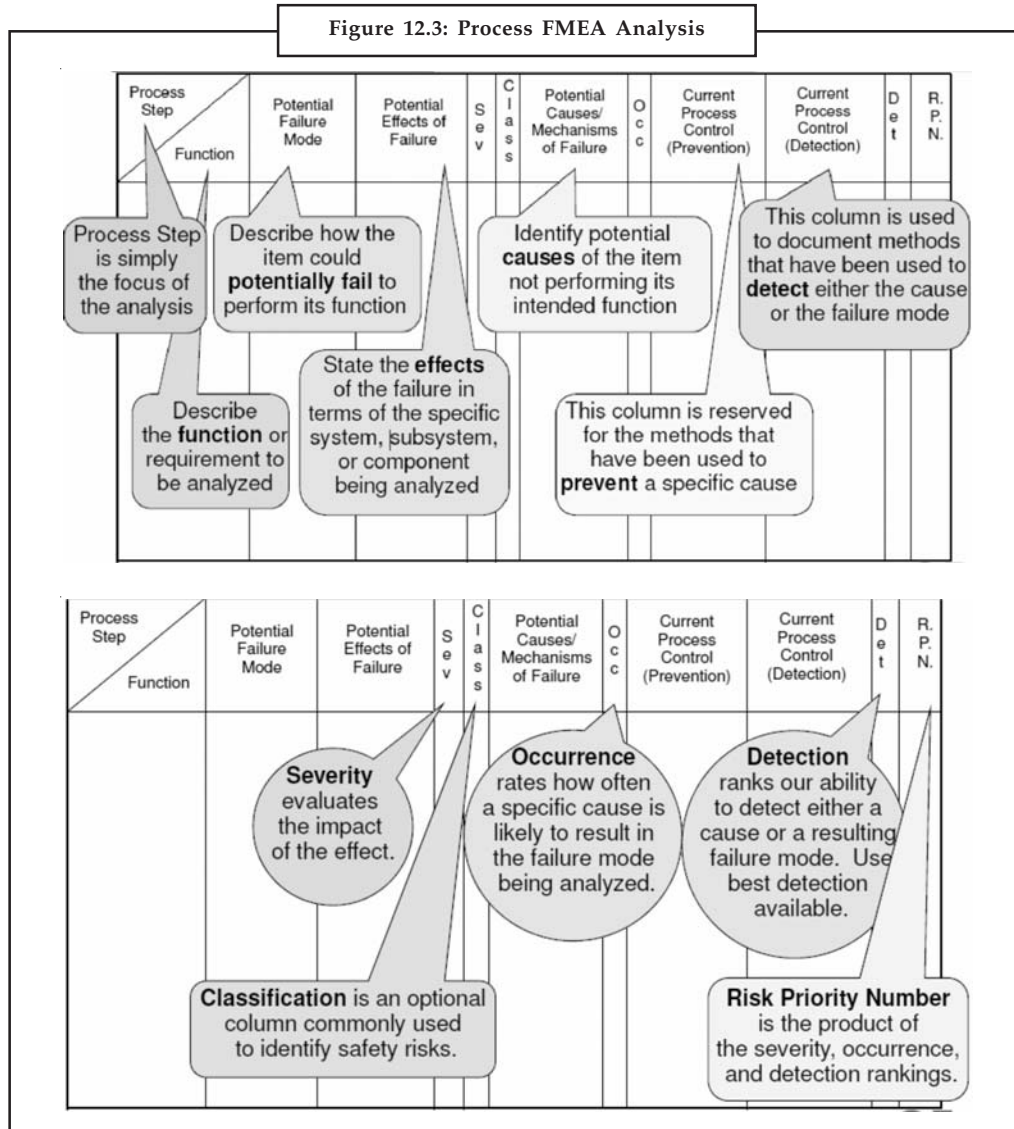 Figure 12.3: Process FMEA Analysis
Process
Step
Function
Potential
Failure
Mode
Potential
Effects of
Failure
S
e
v
C
l
a
s
s
Potential
Causes/
Mechanisms
of Failure
O
c
c
Current
Process
Control
(Prevention)
Current
Process
Control
(Detection)
D
e
t
R.
P.
N.
Process Step
is simply
the focus of
the analysis
Describe how the
item could
potentially fail to
perform its function
Identify potential
causes of the item
not performing its
intended function
This column is used
to document methods
that have been used to
detect either the cause
or the failure mode
Describe
the function or
requirement to
be analyzed
State the effects
of the failure in
terms of the specific
system, subsystem,
or component
being analyzed
This column is reserved
for the methods that
have been used to
prevent a specific cause
Process
Step
Function
Potential
Failure
Mode
Potential
Effects of
Failure
S
e
v
C
l
a
s
s
Potential
Causes/
Mechanisms
of Failure
O
c
c
Current
Process
Control
(Prevention)
Current
Process
Control
(Detection)
D
e
t
R.
P.
N.
Severity
evaluates
the impact
of the effect.
Occurrence
rates how often
a specific cause is
likely to result in
the failure mode
being analyzed.
Detection
ranks our ability
to detect either a
cause or a resulting
failure mode. Use
best detection
available.
Classification is an optional
column commonly used
to identify safety risks.
Risk Priority Number
is the product of
the severity, occurrence,
and detection rankings.